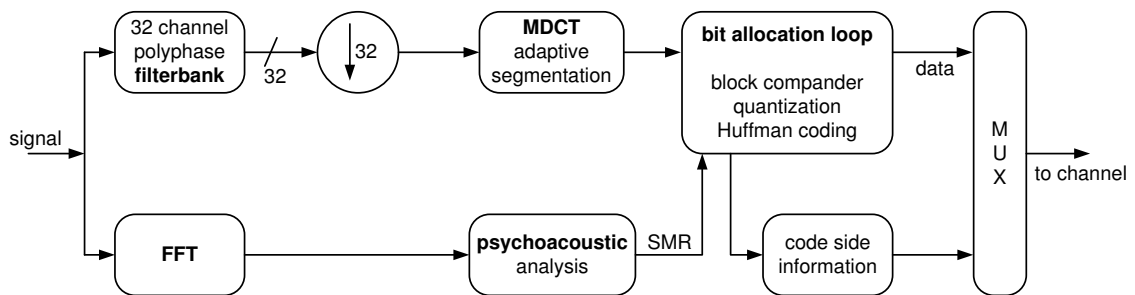 signal
32 channel
polyphase
filterbank
32
32
MDCT
adaptive
segmentation
bit allocation loop
block compander
quantization
Huffman coding
data
M
U
X
to channel
FFT
psychoacoustic
analysis
SMR
code side
information